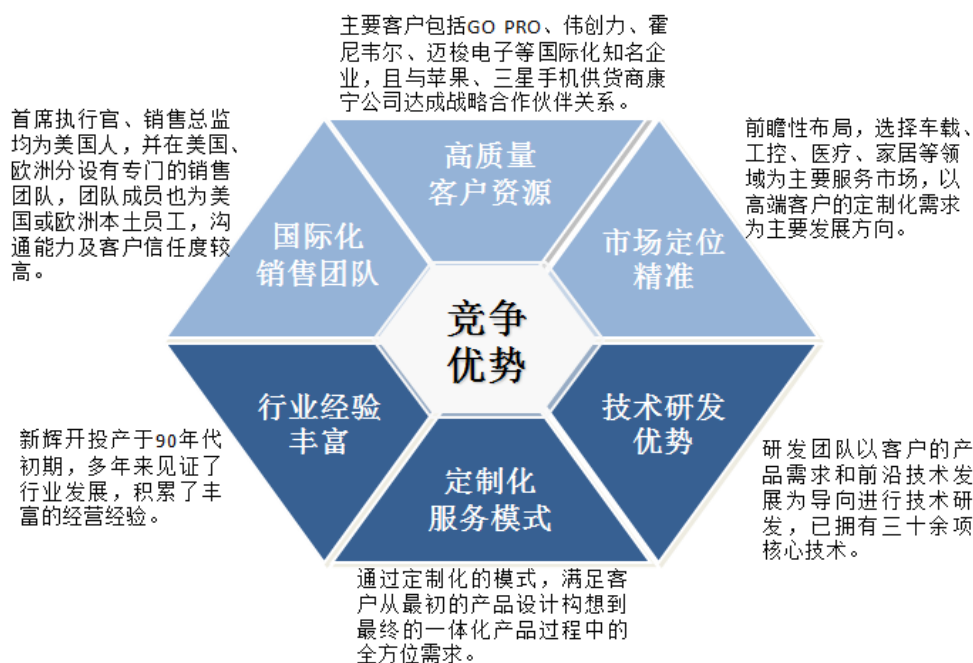 主要客户包括GO PRO、伟创力、霍
尼韦尔、迈梭电子等国际化知名企
业，且与苹果、三星手机供货商康
宁公司达成战略合作伙伴关系。
首席执行官、销售总监
均为美国人，并在美国、
欧洲分设有专门的销售
团队，团队成员也为美
国或欧洲本土员工，沟
通能力及客户信任度较
高。
高质量
客户资源
前瞻性布局，选择车载、
工控、医疗、家居等领
域为主要服务市场，以
高端客户的定制化需求
为主要发展方向。
国际化
销售团队
市场定位
精准
竞争
优势
行业经验
丰富
技术研发
优势
新辉开投产于90年代
初期，多年来见证了
行业发展，积累了丰
富的经营经验。
定制化
服务模式
研发团队以客户的产
品需求和前沿技术发
展为导向进行技术研
发，已拥有三十余项
核心技术。
通过定制化的模式，满足客
户从最初的产品设计构想到
最终的一体化产品过程中的
全方位需求。